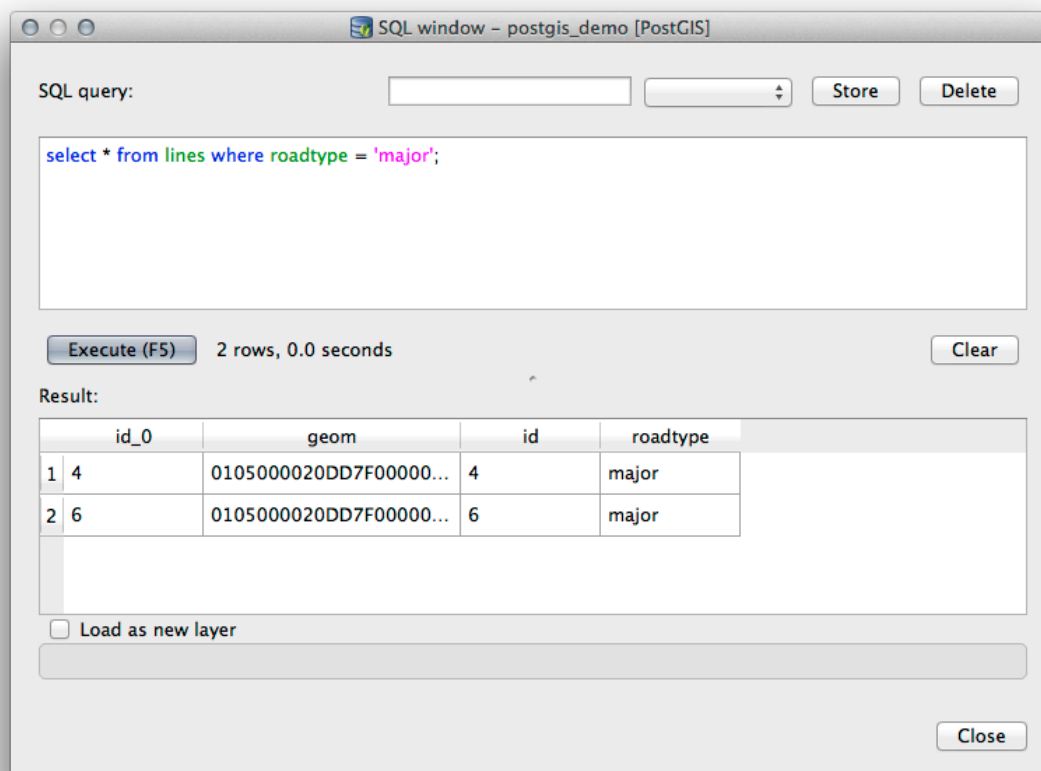 SQL window – postgis_demo [PostGIS]
SQL query:
Store
Delete
select * from lines where roadtype = 'major';
Execute (F5)
2 rows, 0.0 seconds
Clear
Result:
id_0 geom id roadtype
1 4 0105000020DD7F00000... 4 major
2 6 0105000020DD7F00000... 6 major
Load as new layer
Close